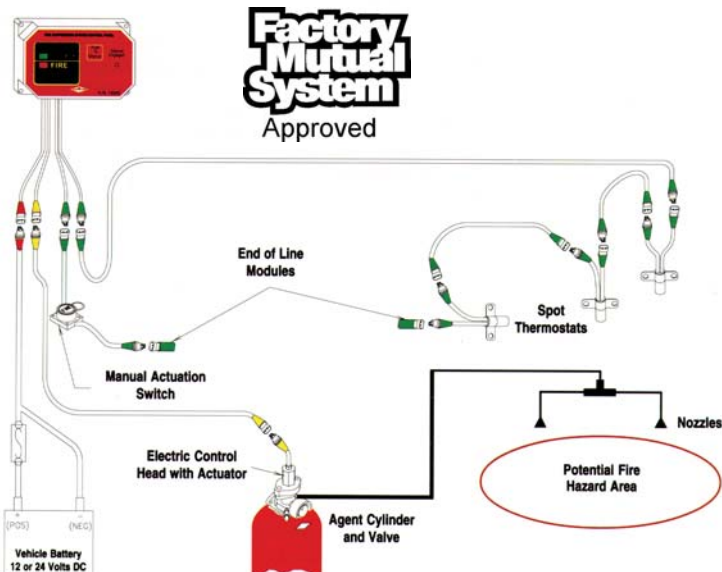 Factory
Mutual
System
Approved
FIRE
End of Line
Modules
Spot
Thermostats
Manual Actuation
Switch
Nozzles
Electric Control
Head with Actuator
Potential Fire
Hazard Area
Agent Cylinder
and Valve
(POS)
(NEG)
Vehicle Battery
12 or 24 Volts DC